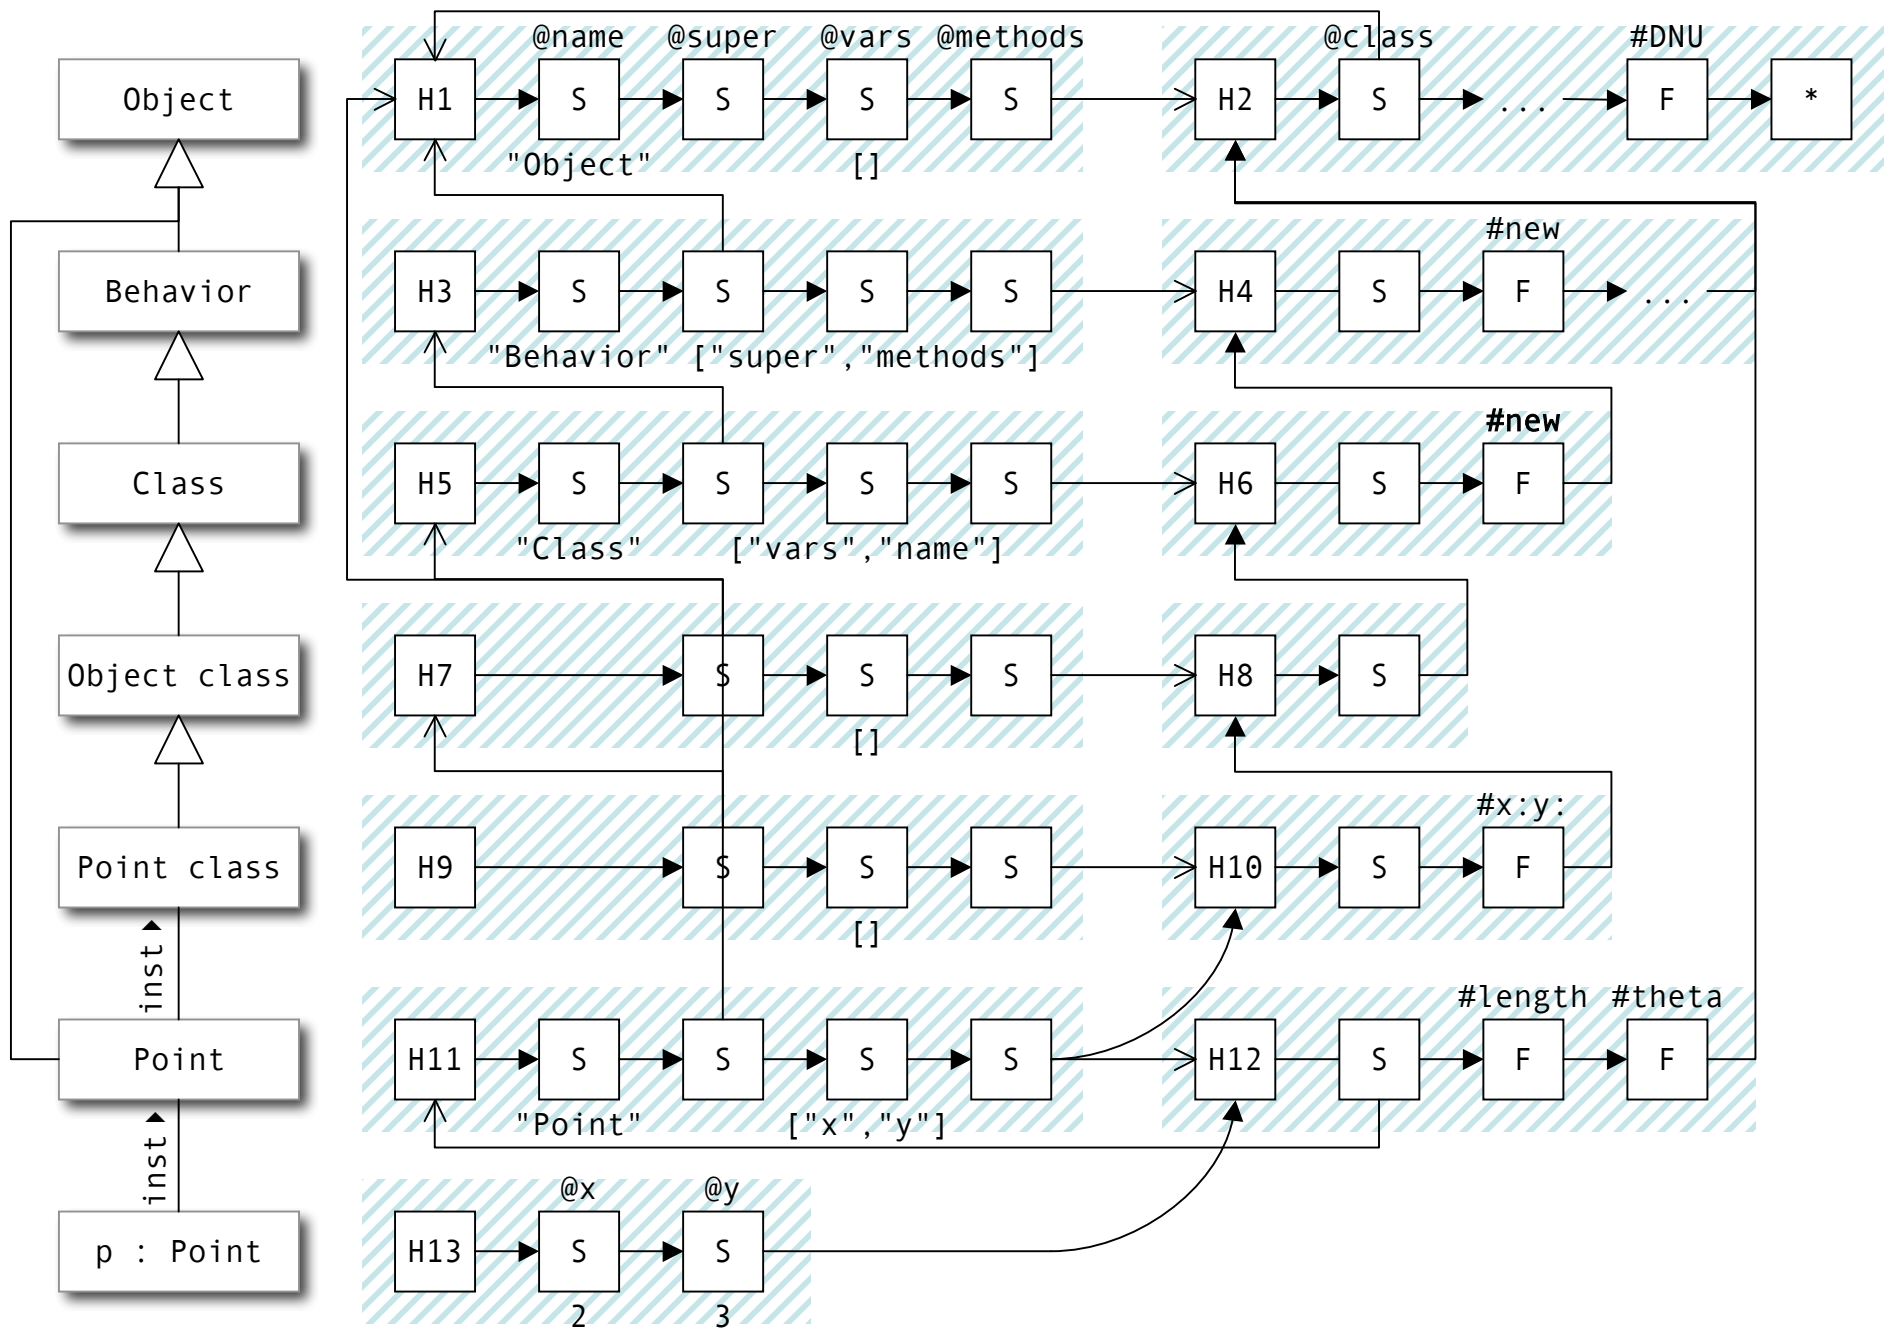 @name @super @vars @methods @class #DNU
Object H1 S S S S H2 S ... F *
"Object" []
#new
Behavior H3 S S S S H4 S F ...
"Behavior" ["super","methods"]
#new
Class H5 S S S S H6 S F
"Class" ["vars","name"]
Object class H7 S S S H8 S
[]
#x:y:
Point class H9 S S S H10 S F
[]
inst
#length #theta
Point H11 S S S S H12 S F F
"Point" ["x","y"]
inst
@x @y
p : Point H13 S S
2 3